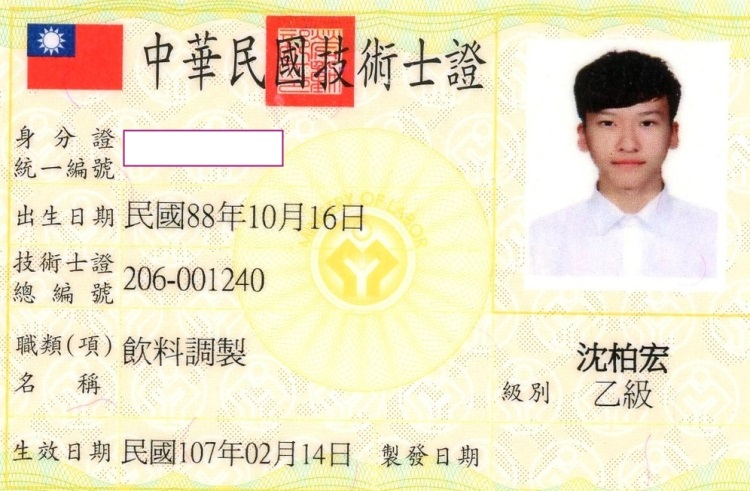 中華民國技術士證
身分證
統一編號
出生日期 民國88年10月16日
技術士證
總編號 206-001240
職類(項)
名稱 飲料調製
沈柏宏
級別 乙級
生效日期 民國107年02月14日 製發日期
MINISTRY OF LABOR